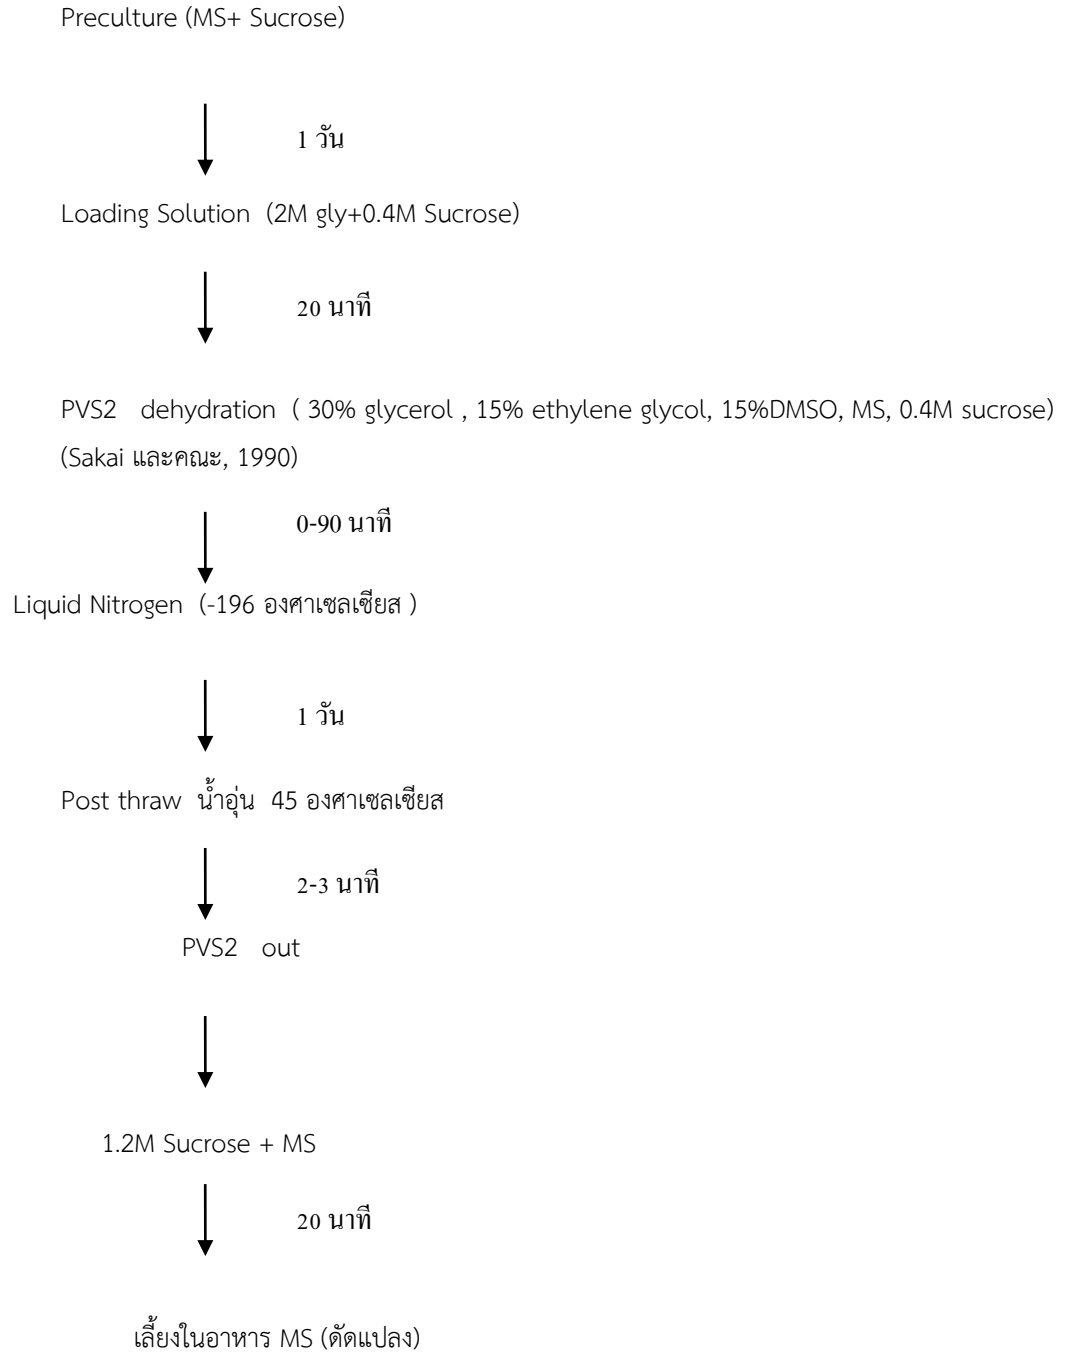 Preculture (MS+ Sucrose)
1 วัน
Loading Solution (2M gly+0.4M Sucrose)
20 นาที
PVS2 dehydration ( 30% glycerol , 15% ethylene glycol, 15%DMSO, MS, 0.4M sucrose)
(Sakai และคณะ, 1990)
0-90 นาที
Liquid Nitrogen (-196 องศาเซลเซียส )
1 วัน
Post thraw น้ำอุ่น 45 องศาเซลเซียส
2-3 นาที
PVS2 out
1.2M Sucrose + MS
20 นาที
เลี้ยงในอาหาร MS (ดัดแปลง)